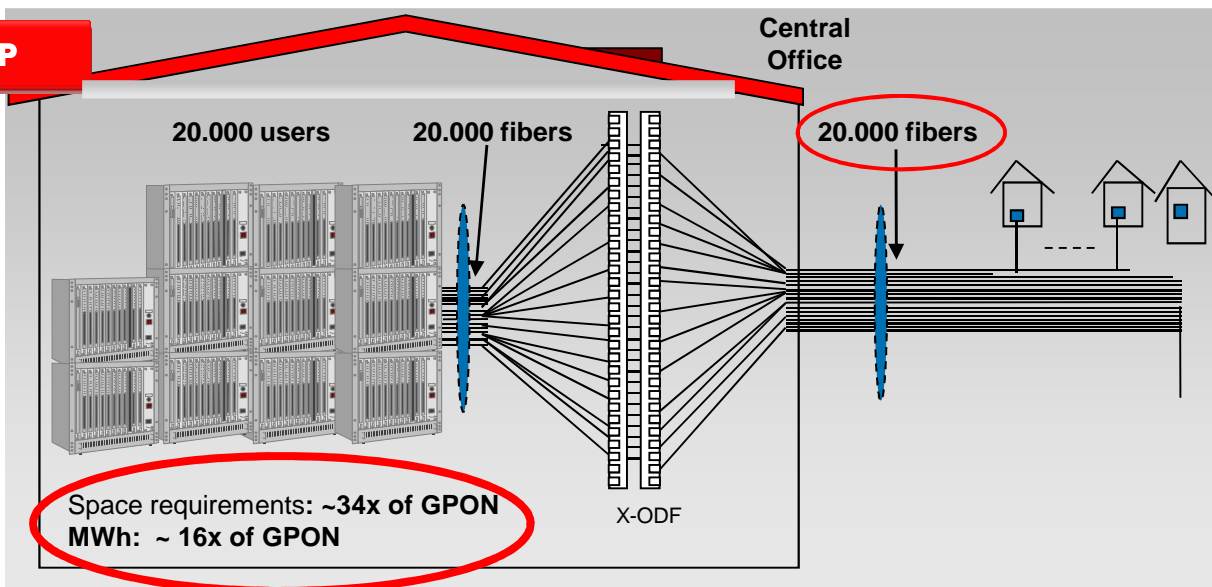 P
Central
Office
20.000 users
20.000 fibers
20.000 fibers
Space requirements: ~34x of GPON
MWh: ~ 16x of GPON
X-ODF